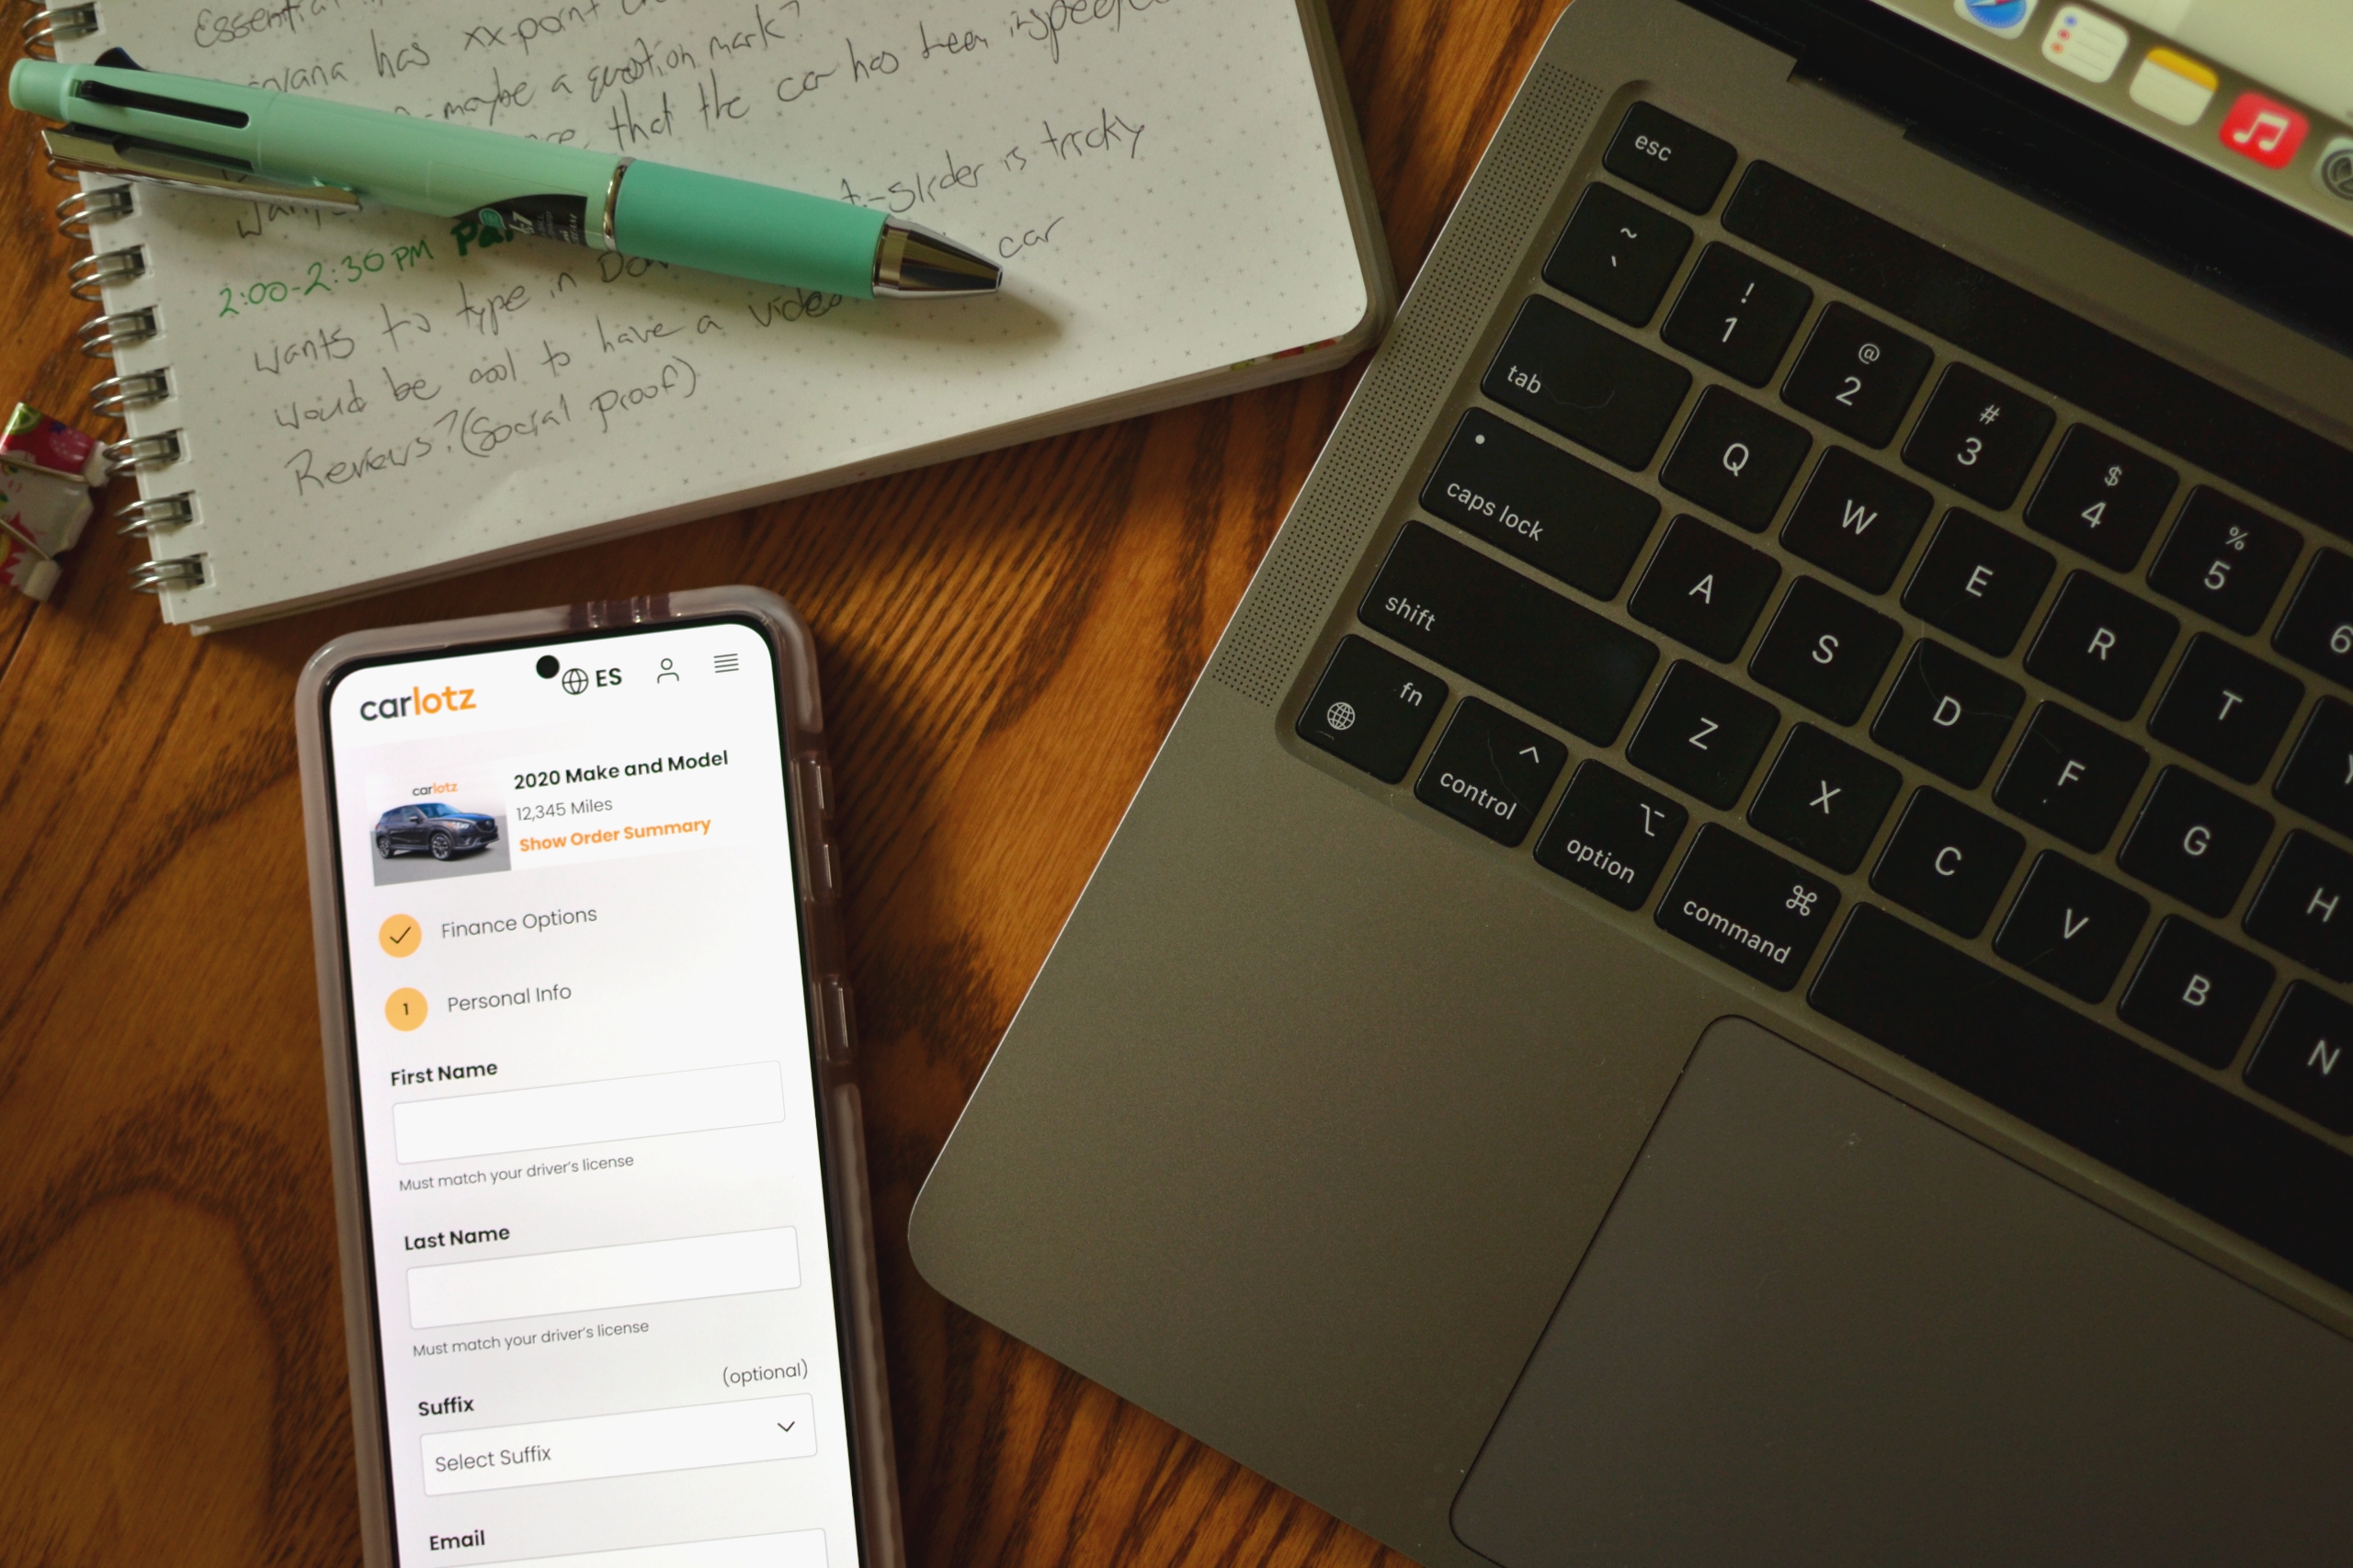 Essential
has xx-point
maybe a question mark?
that the car has been inspected
t-slider is tricky
2:00-2:30 PM
wants to type in
car
would be cool to have a video
Reviews? (Social proof)
carlotz
ES
carlotz
2020 Make and Model
12,345 Miles
Show Order Summary
Finance Options
1
Personal Info
First Name
Must match your driver's license
Last Name
Must match your driver's license
(optional)
Suffix
Select Suffix
Email
esc
~
`
!
1
@
2
#
3
$
4
%
5
6
tab
Q
W
E
R
T
Y
caps lock
A
S
D
F
G
H
shift
Z
X
C
V
B
N
fn
^
control
⌥
option
⌘
command